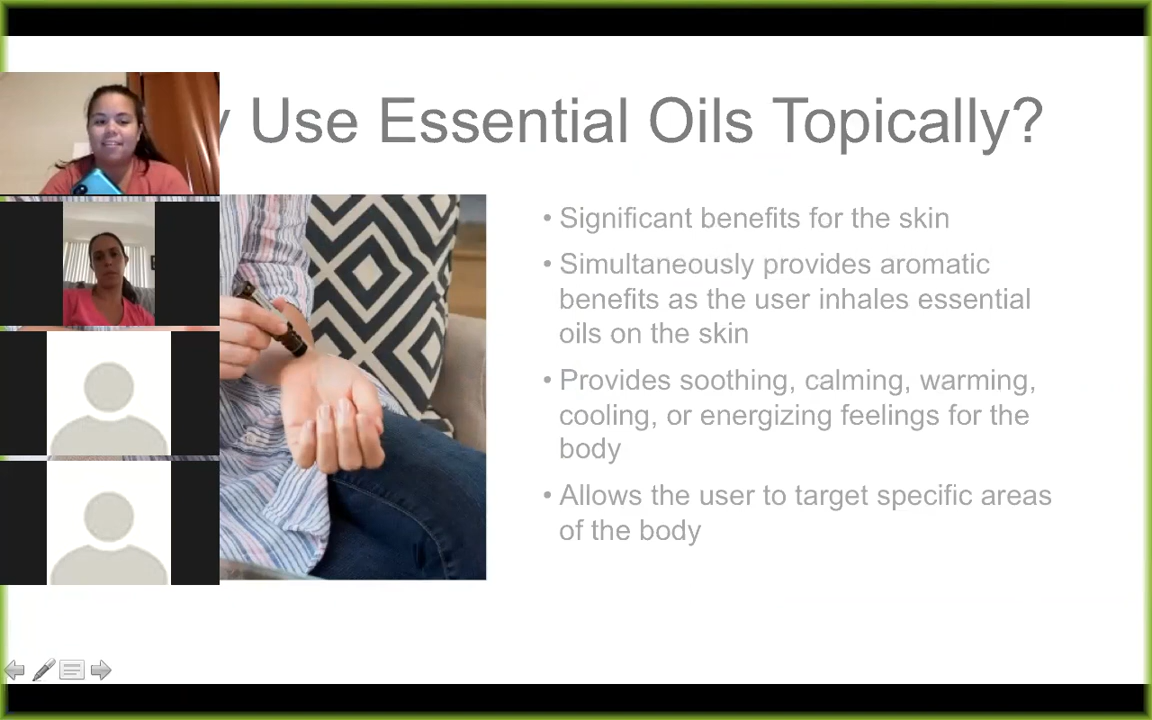 y Use Essential Oils Topically?
• Significant benefits for the skin
• Simultaneously provides aromatic
benefits as the user inhales essential
oils on the skin
• Provides soothing, calming, warming,
cooling, or energizing feelings for the
body
• Allows the user to target specific areas
of the body